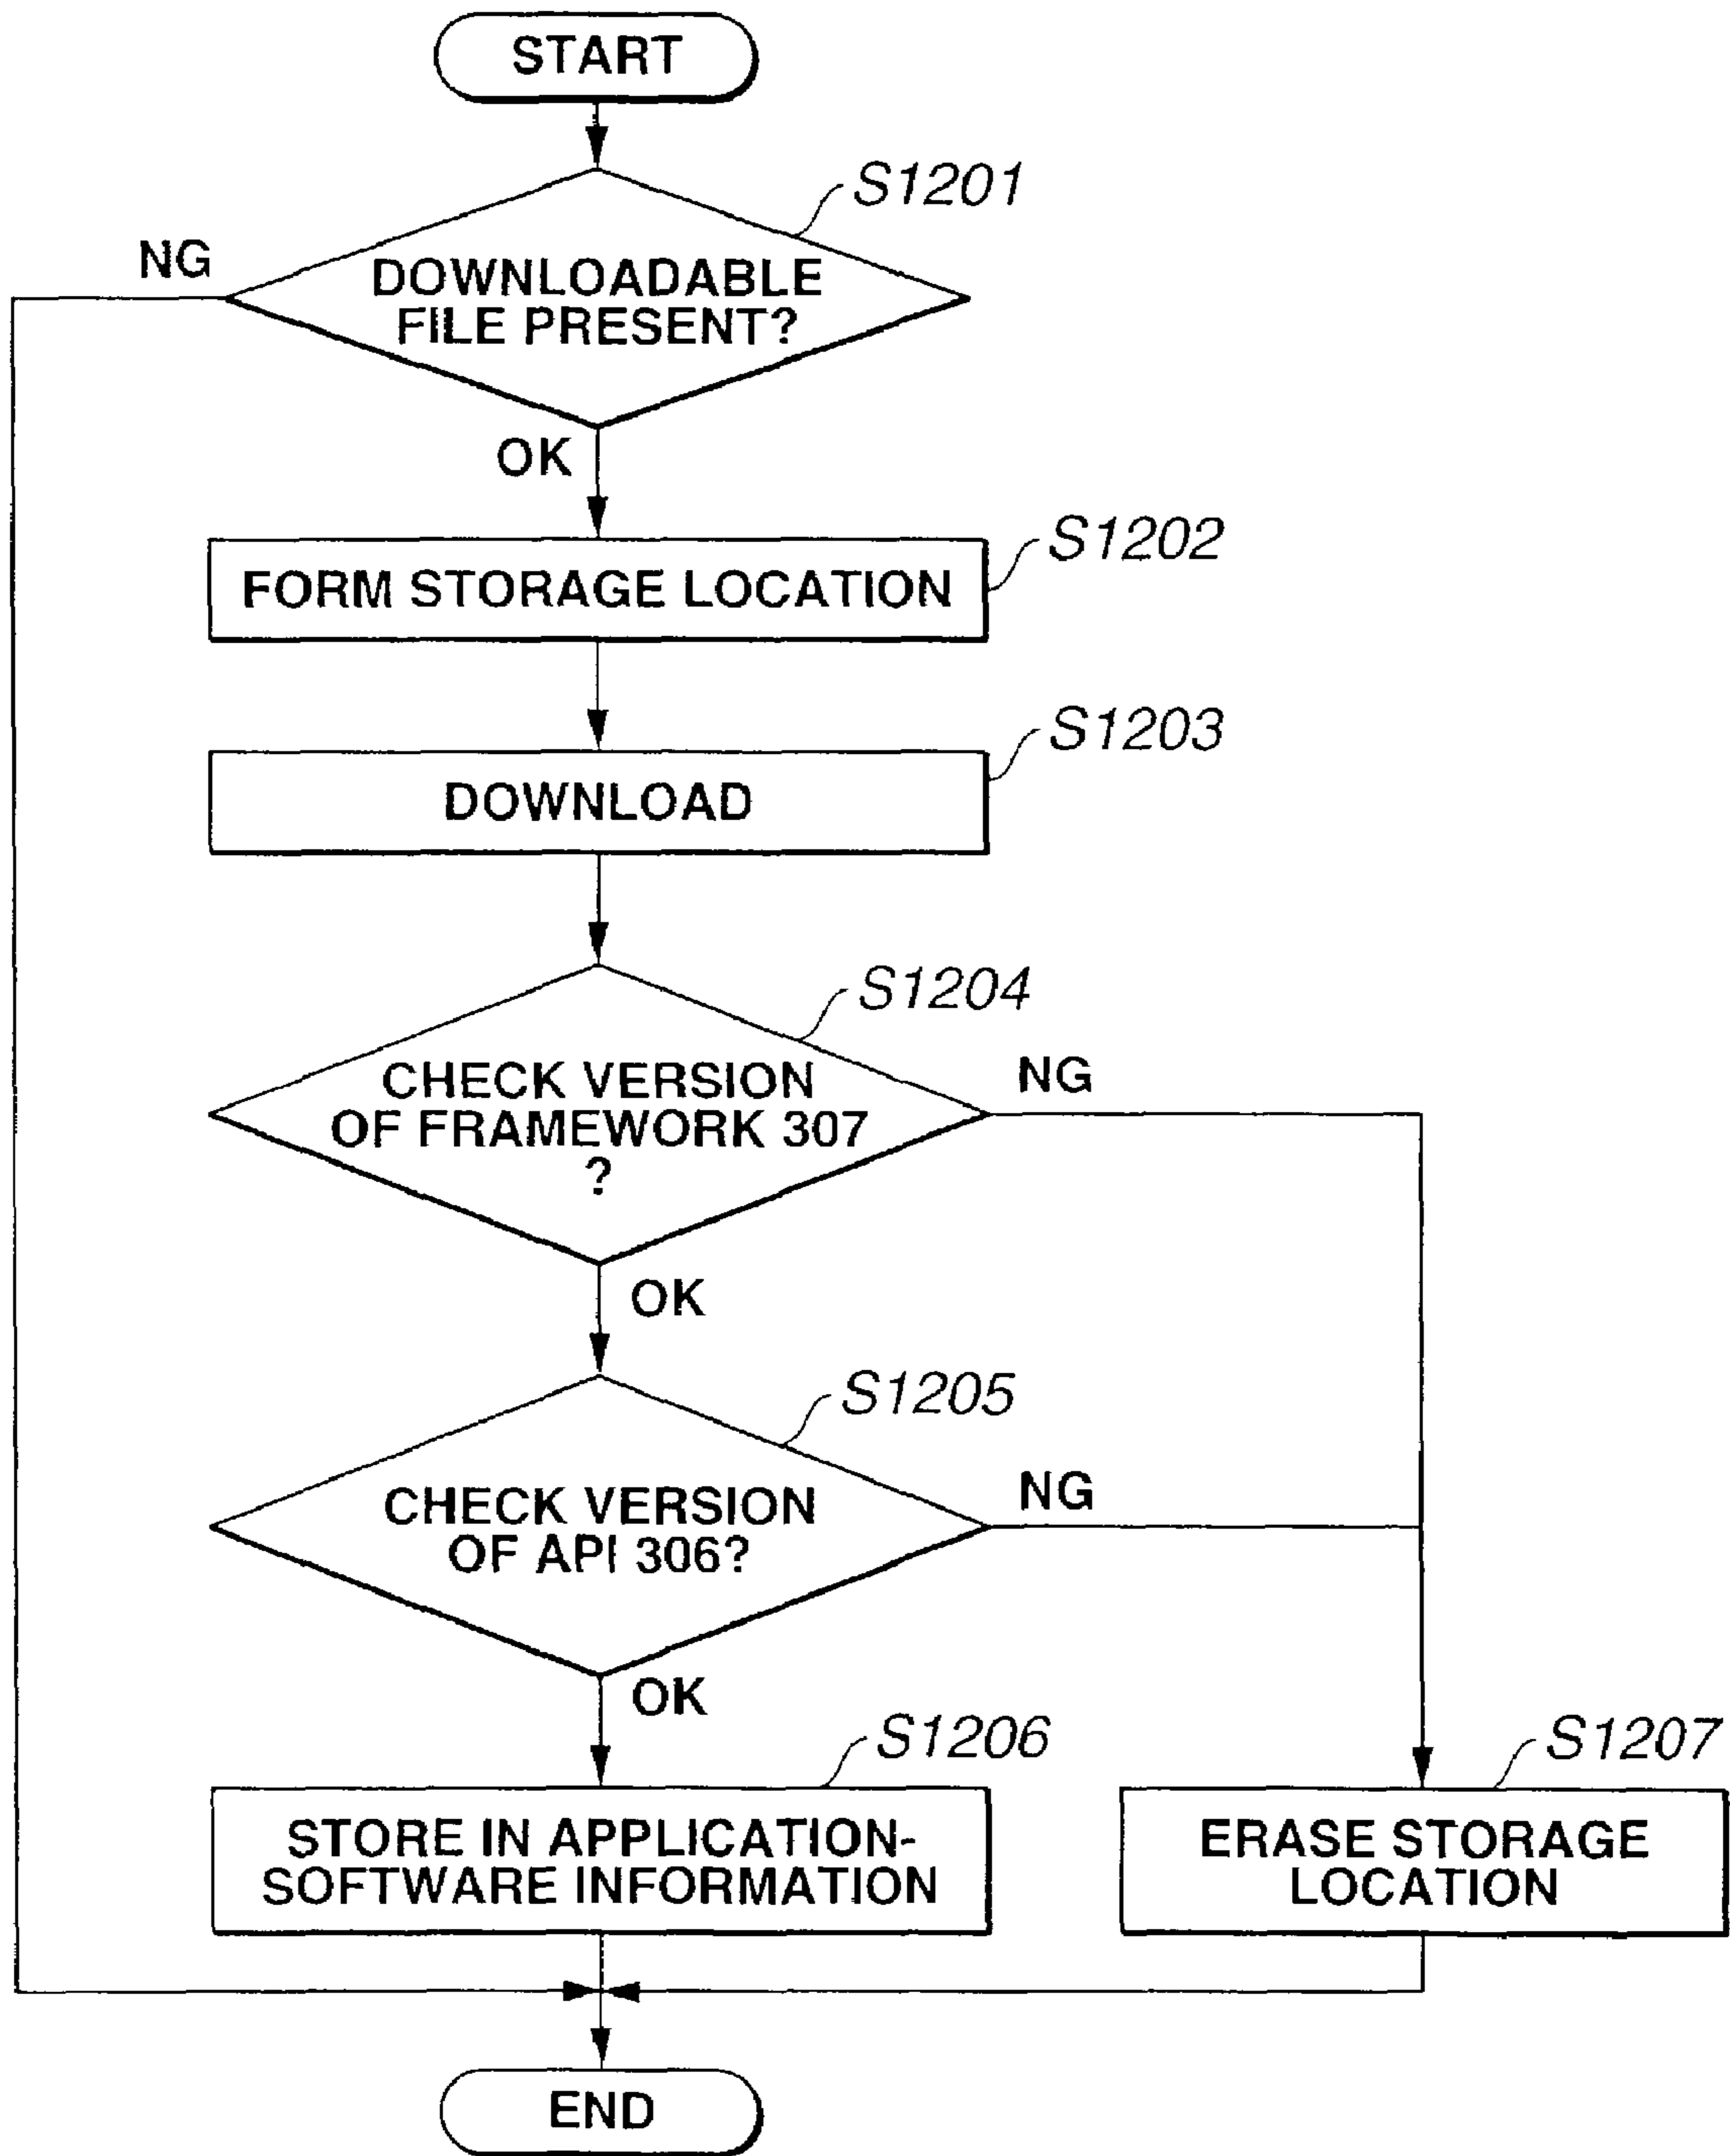 START
S1201
NG
DOWNLOADABLE
FILE PRESENT?
OK
S1202
FORM STORAGE LOCATION
S1203
DOWNLOAD
S1204
CHECK VERSION
OF FRAMEWORK 307
?
NG
OK
S1205
CHECK VERSION
OF API 306?
NG
OK
S1206
STORE IN APPLICATION-
SOFTWARE INFORMATION
S1207
ERASE STORAGE
LOCATION
END